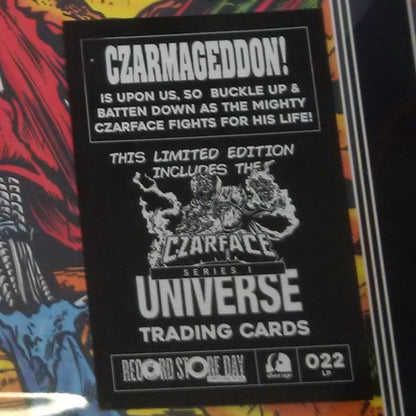 CZARMAGEDDON!
IS UPON US, SO BUCKLE UP &
BATTEN DOWN AS THE MIGHTY
CZARFACE FIGHTS FOR HIS LIFE!
THIS LIMITED EDITION
INCLUDES THE
CZARFACE
SERIES 1
UNIVERSE
TRADING CARDS
RECORD STORE DAY
022
LP